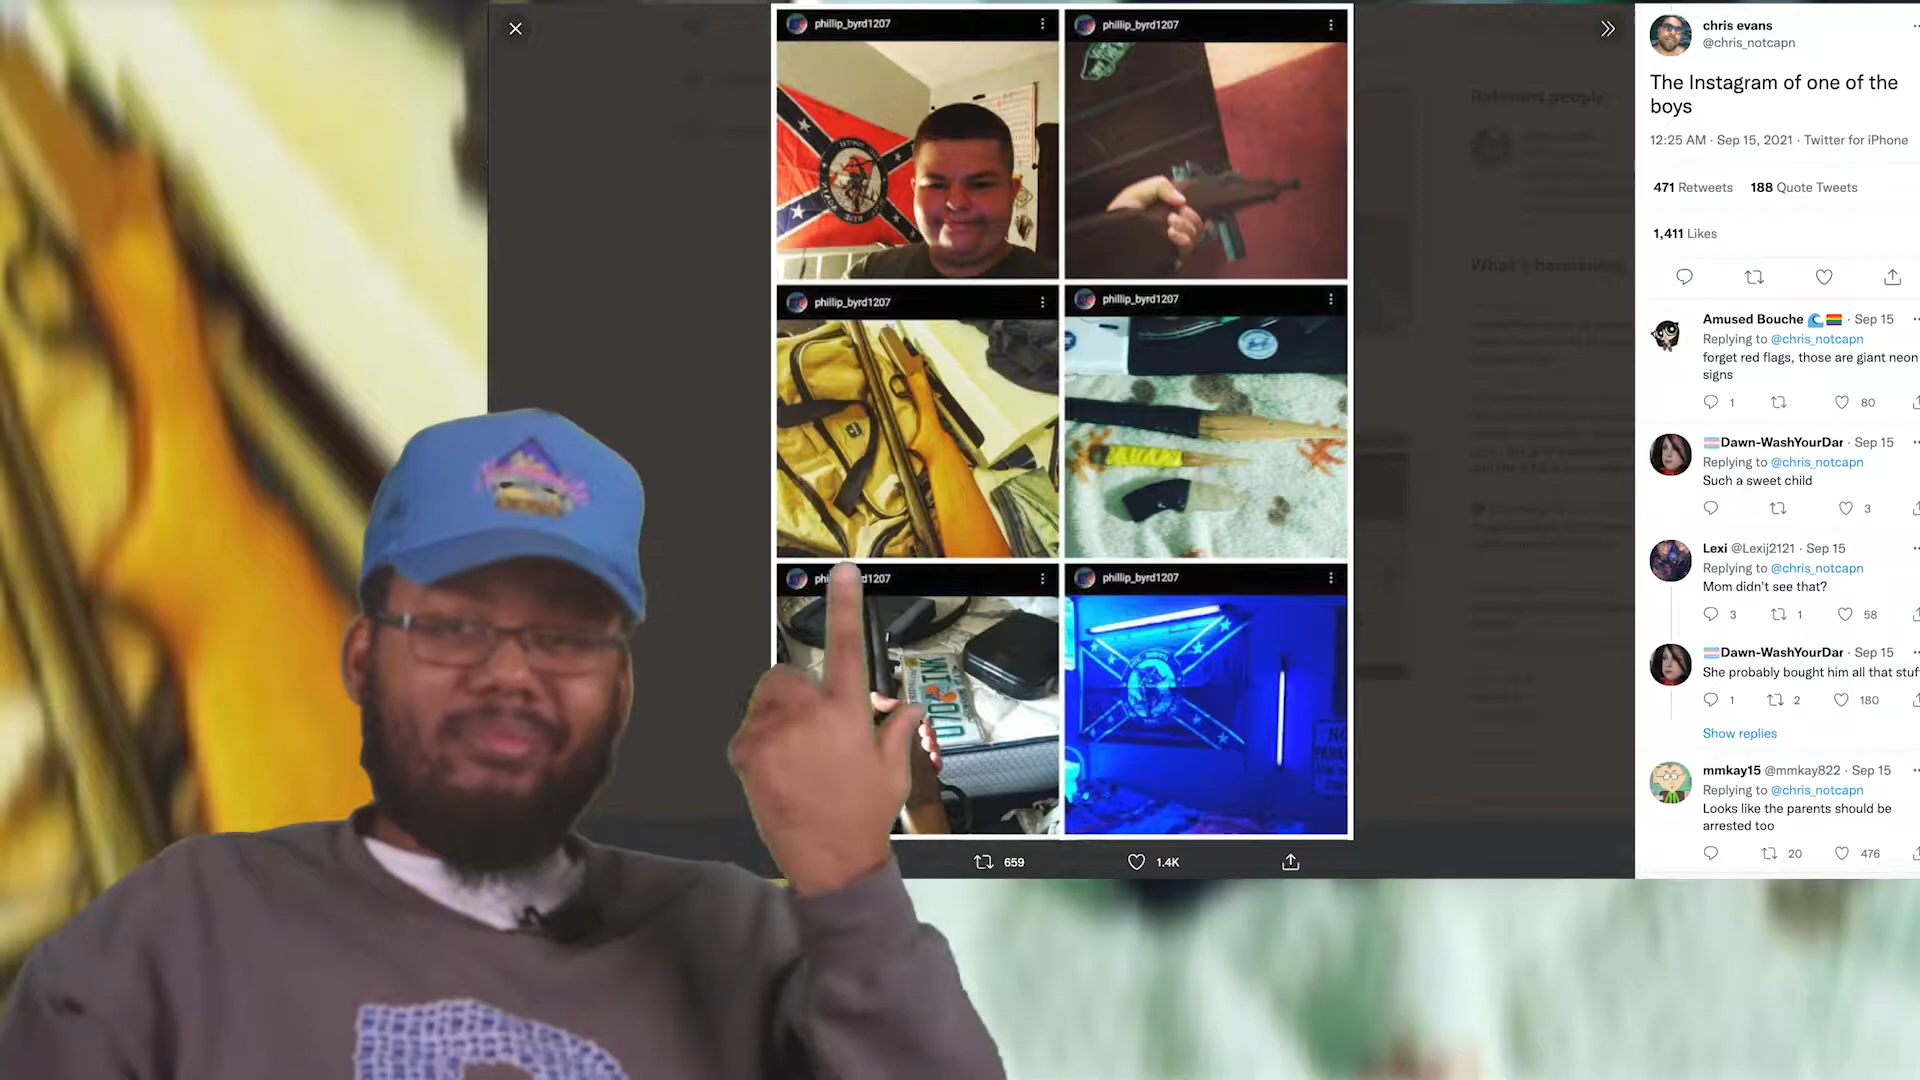 phillip_byrd1207
phillip_byrd1207
phillip_byrd1207
phillip_byrd1207
phillip_byrd1207
659
1.4K
chris evans
@chris_notcapn
The Instagram of one of the
boys
12:25 AM · Sep 15, 2021 · Twitter for iPhone
471 Retweets 188 Quote Tweets
1,411 Likes
Amused Bouche 🌊🏳️‍🌈 · Sep 15
Replying to @chris_notcapn
forget red flags, those are giant neon
signs
1
80
🏳️‍⚧️Dawn-WashYourDar · Sep 15
Replying to @chris_notcapn
Such a sweet child
3
Lexi @Lexij2121 · Sep 15
Replying to @chris_notcapn
Mom didn't see that?
3 1 58
🏳️‍⚧️Dawn-WashYourDar · Sep 15
She probably bought him all that stuf
1 2 180
Show replies
mmkay15 @mmkay822 · Sep 15
Replying to @chris_notcapn
Looks like the parents should be
arrested too
20 476
Relevant people
What's happening